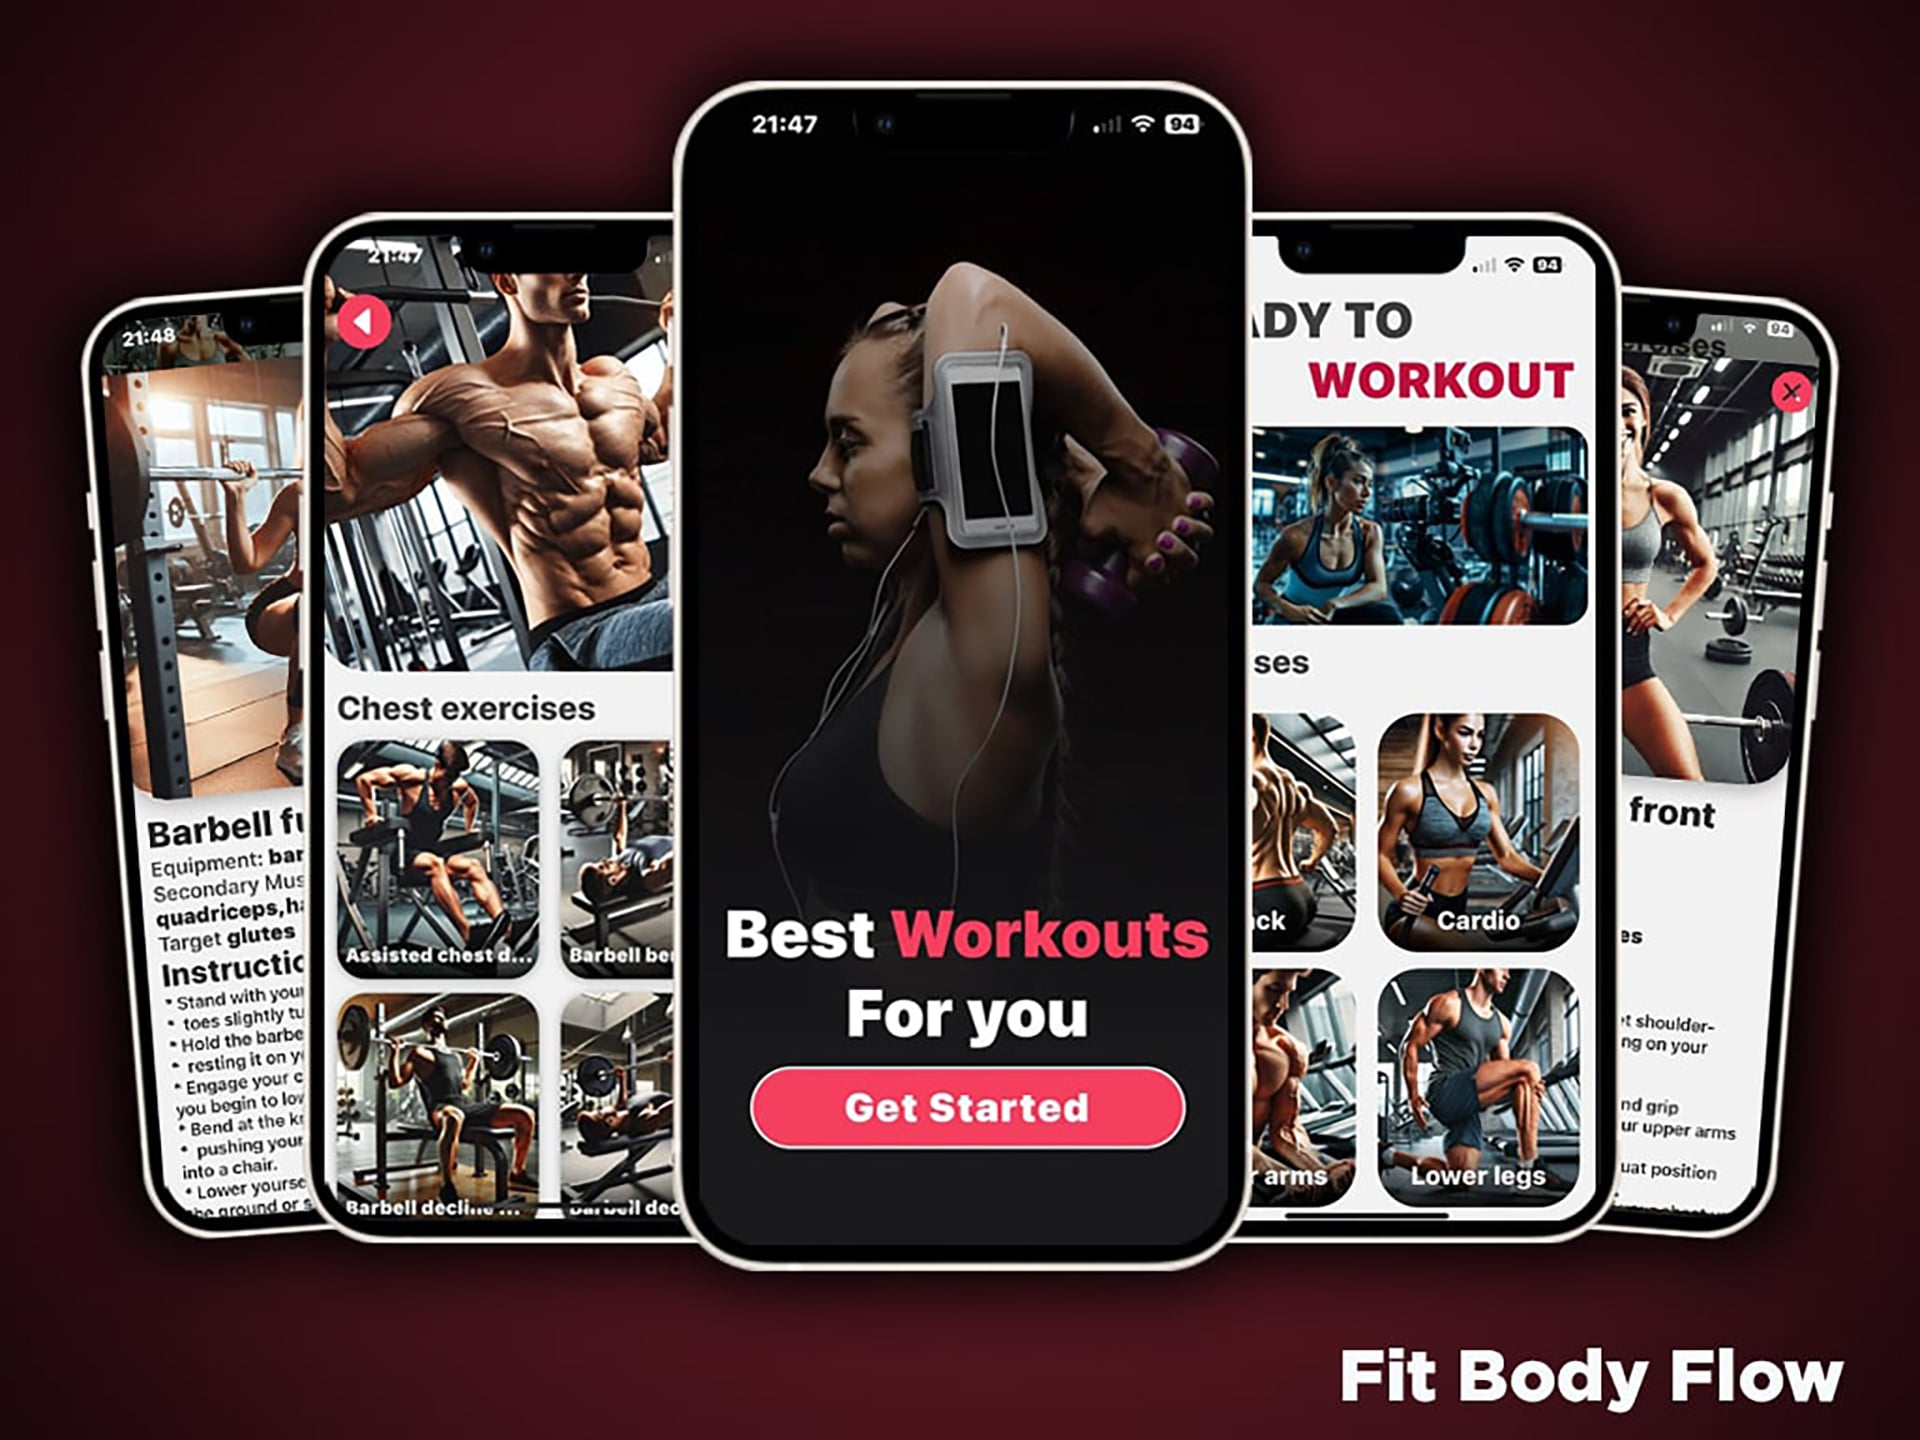 21:48
Barbell fu
Equipment: bar
Secondary Mus
quadriceps, ha
Target glutes
Instructio
* Stand with your
* toes slightly tu
* Hold the barbe
* resting it on y
* Engage your c
you begin to low
* Bend at the kn
* pushing your
into a chair.
* Lower yourse
the ground or s
21:47
Chest exercises
Assisted chest d...
Barbell ben
Barbell decline ...
Barbell dec
21:47
94
Best Workouts
For you
Get Started
94
ADY TO
WORKOUT
ses
ack
Cardio
r arms
Lower legs
94
front
es
t shoulder-
ng on your
nd grip
ur upper arms
uat position
Fit Body Flow